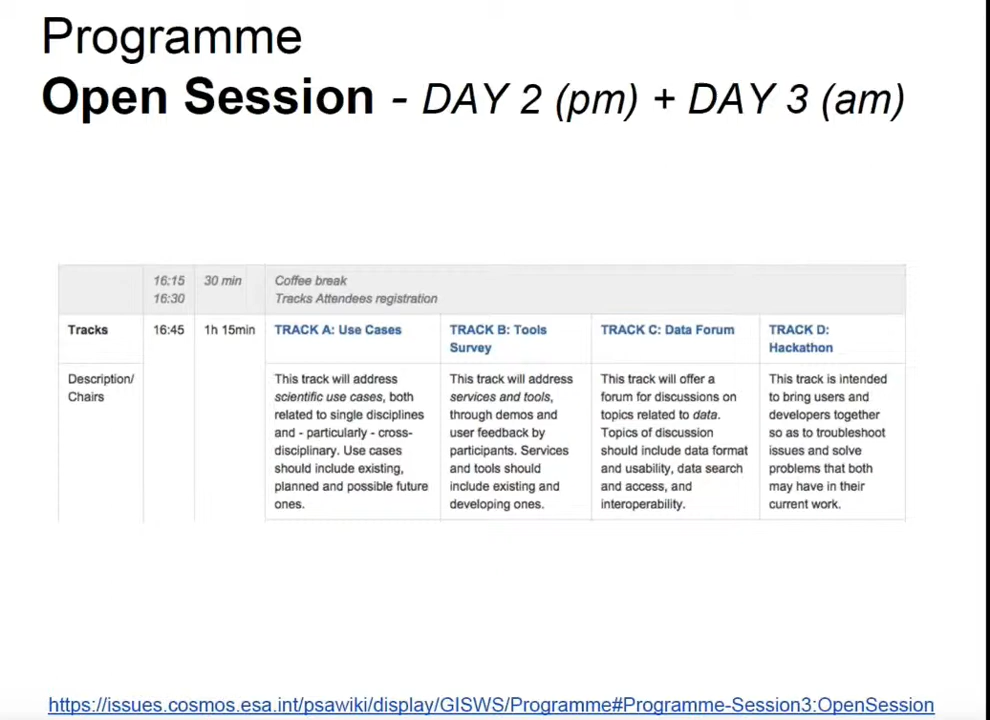 Programme
Open Session - DAY 2 (pm) + DAY 3 (am)
16:15 30 min Coffee break
16:30 Tracks Attendees registration
Tracks 16:45 1h 15min TRACK A: Use Cases TRACK B: Tools TRACK C: Data Forum TRACK D:
Survey Hackathon
Description/ This track will address This track will address This track will offer a This track is intended
Chairs scientific use cases, both services and tools, forum for discussions on to bring users and
related to single disciplines through demos and topics related to data. developers together
and - particularly - cross- user feedback by Topics of discussion so as to troubleshoot
disciplinary. Use cases participants. Services should include data format issues and solve
should include existing, and tools should and usability, data search problems that both
planned and possible future include existing and and access, and may have in their
ones. developing ones. interoperability. current work.
https://issues.cosmos.esa.int/psawiki/display/GISWS/Programme#Programme-Session3:OpenSession